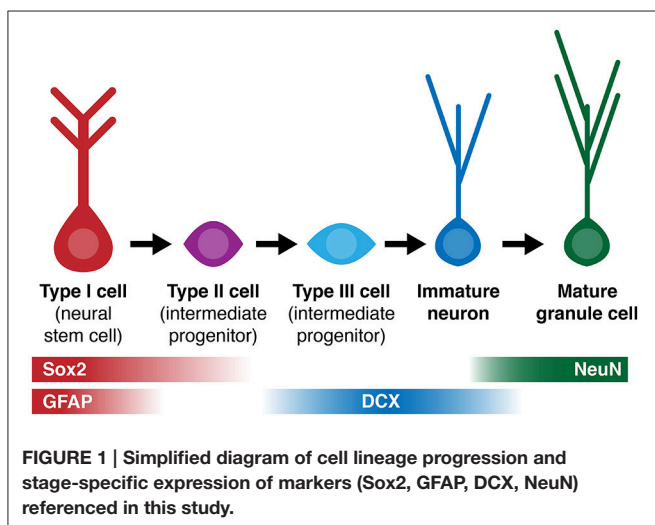 Type I cell
(neural
stem cell)
Type II cell
(intermediate
progenitor)
Type III cell
(intermediate
progenitor)
Immature
neuron
Mature
granule cell
Sox2
NeuN
GFAP
DCX
FIGURE 1 | Simplified diagram of cell lineage progression and
stage-specific expression of markers (Sox2, GFAP, DCX, NeuN)
referenced in this study.